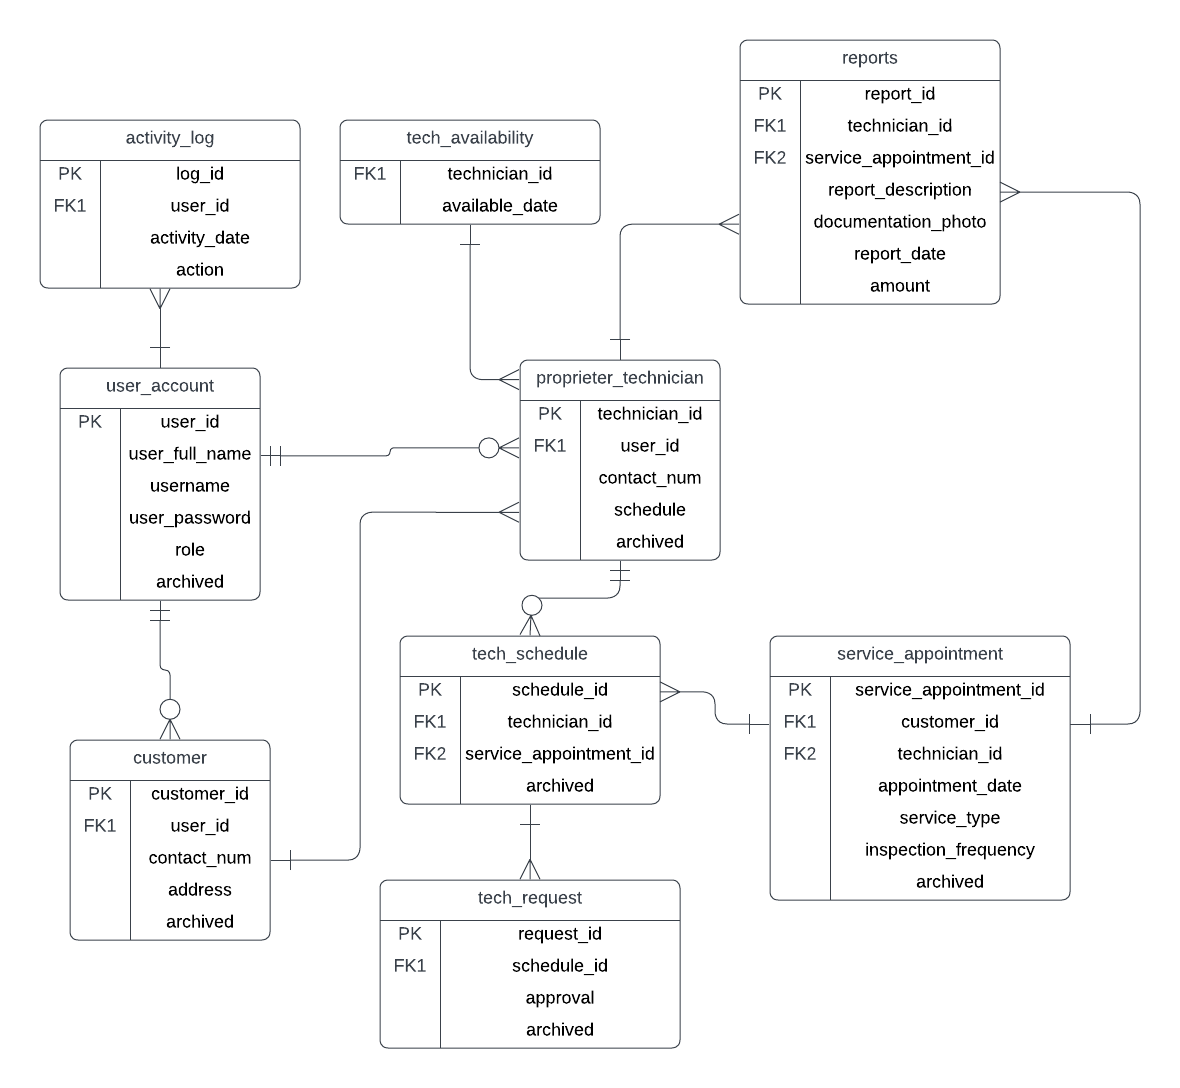 reports
PK report_id
FK1 technician_id
FK2 service_appointment_id
report_description
documentation_photo
report_date
amount
activity_log
PK log_id
FK1 user_id
activity_date
action
tech_availability
FK1 technician_id
available_date
user_account
PK user_id
user_full_name
username
user_password
role
archived
proprieter_technician
PK technician_id
FK1 user_id
contact_num
schedule
archived
tech_schedule
PK schedule_id
FK1 technician_id
FK2 service_appointment_id
archived
service_appointment
PK service_appointment_id
FK1 customer_id
FK2 technician_id
appointment_date
service_type
inspection_frequency
archived
customer
PK customer_id
FK1 user_id
contact_num
address
archived
tech_request
PK request_id
FK1 schedule_id
approval
archived